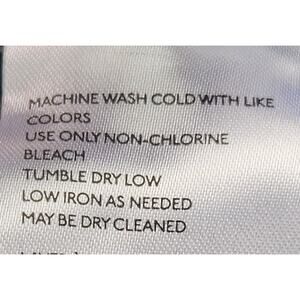 MACHINE WASH COLD WITH LIKE
COLORS
USE ONLY NON-CHLORINE
BLEACH
TUMBLE DRY LOW
LOW IRON AS NEEDED
MAY BE DRY CLEANED